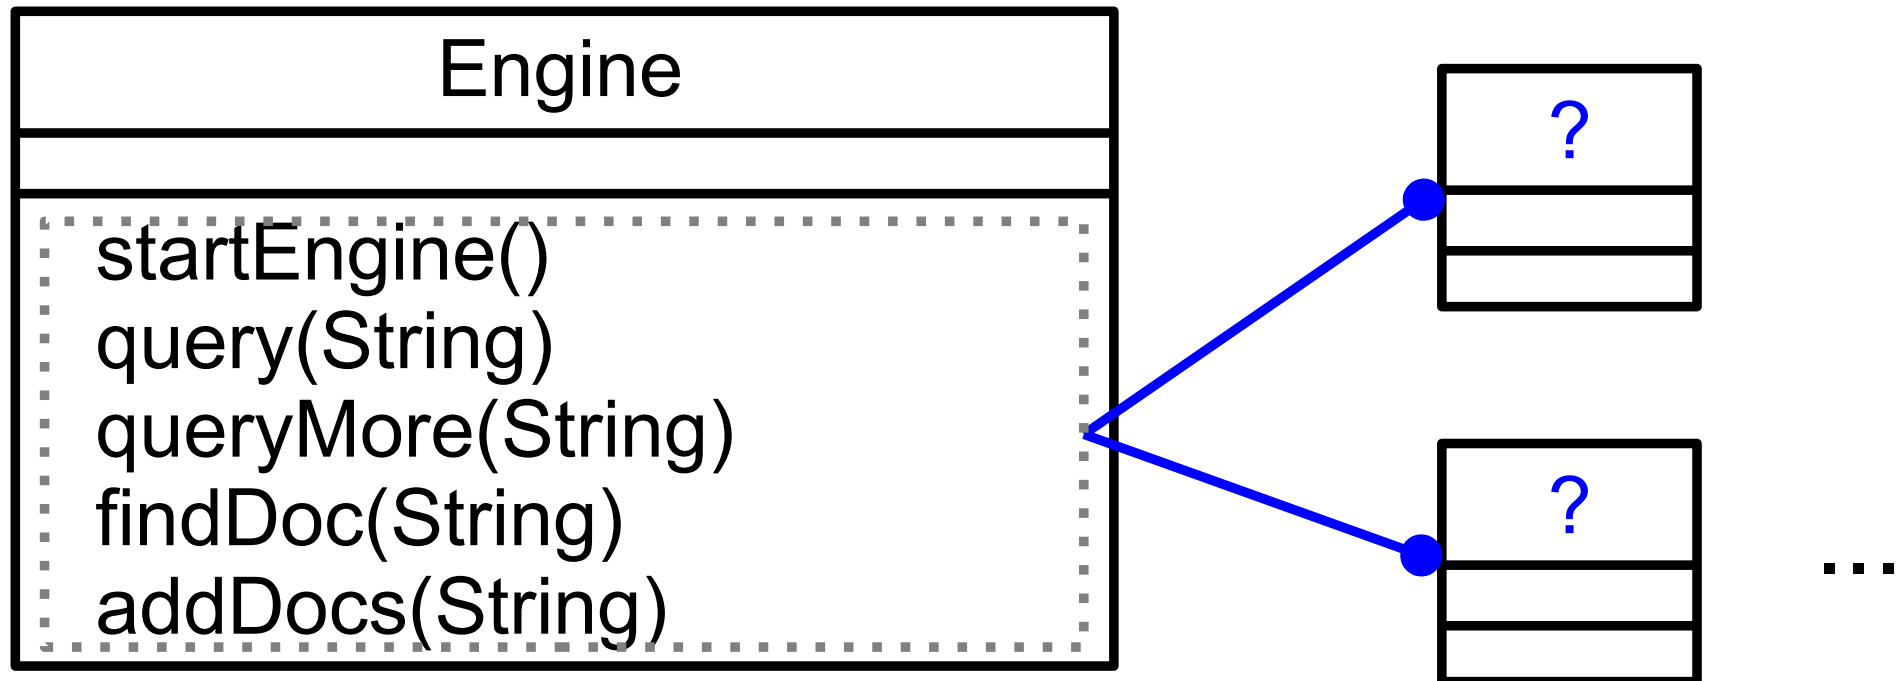 Engine
startEngine()
query(String)
queryMore(String)
findDoc(String)
addDocs(String)
?
?
...